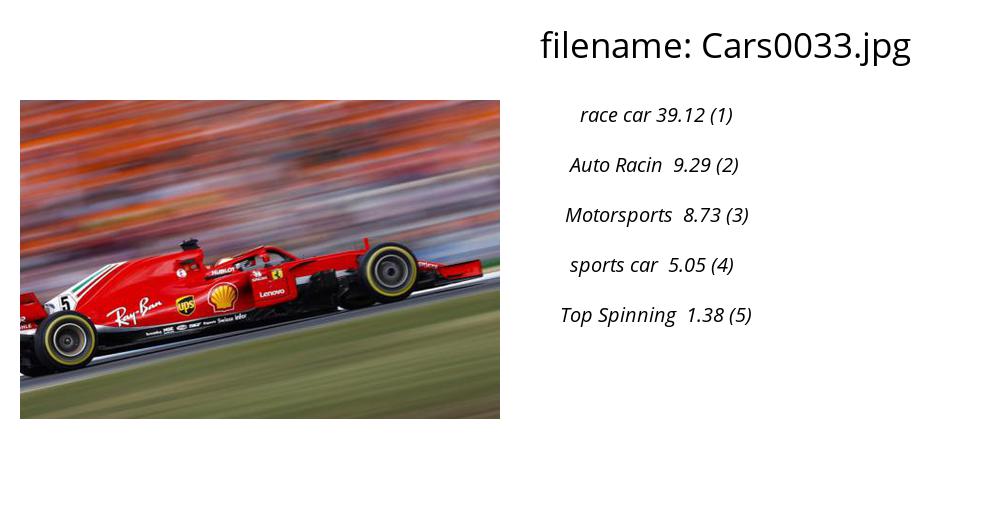 filename: Cars0033.jpg
race car 39.12 (1)
Auto Racin 9.29 (2)
Motorsports 8.73 (3)
sports car 5.05 (4)
Top Spinning 1.38 (5)
5
Ray-Ban
ups
HUBLOT
Lenovo